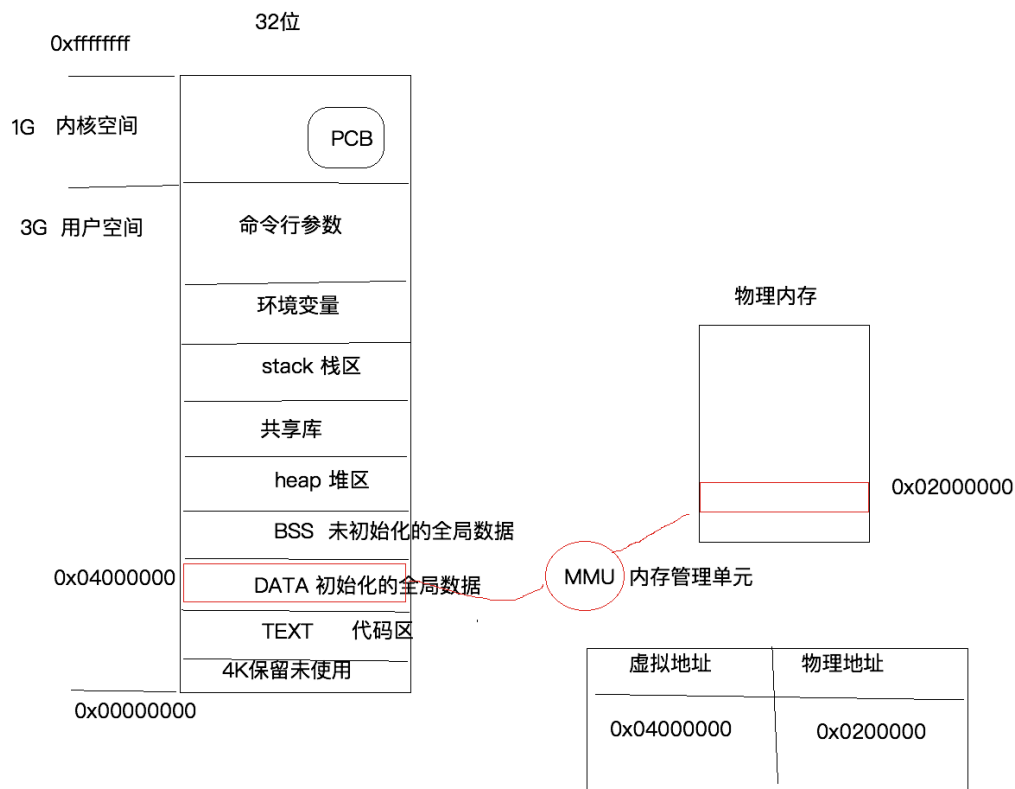 32位
0xffffffff
1G 内核空间
PCB
3G 用户空间
命令行参数
环境变量
stack 栈区
共享库
heap 堆区
BSS 未初始化的全局数据
0x04000000
DATA 初始化的全局数据
TEXT 代码区
4K保留未使用
0x00000000
物理内存
0x02000000
MMU 内存管理单元
虚拟地址 物理地址
0x04000000 0x0200000